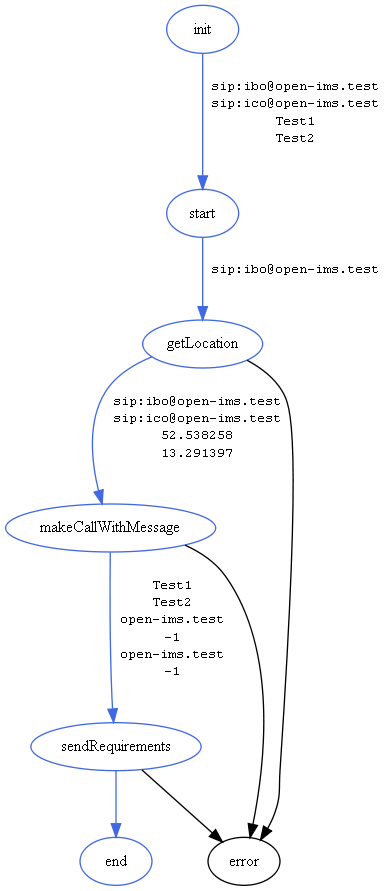 init
sip:ibo@open-ims.test
sip:ico@open-ims.test
Test1
Test2
start
sip:ibo@open-ims.test
getLocation
sip:ibo@open-ims.test
sip:ico@open-ims.test
52.538258
13.291397
makeCallWithMessage
Test1
Test2
open-ims.test
-1
open-ims.test
-1
sendRequirements
end
error